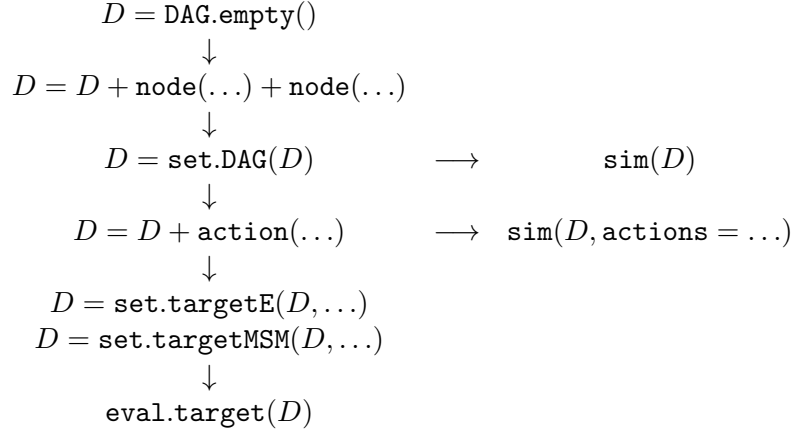 D = DAG.empty()
↓
D = D + node(...) + node(...)
↓
D = set.DAG(D) ⟶ sim(D)
↓
D = D + action(...) ⟶ sim(D, actions = ...)
↓
D = set.targetE(D,...)
D = set.targetMSM(D,...)
↓
eval.target(D)